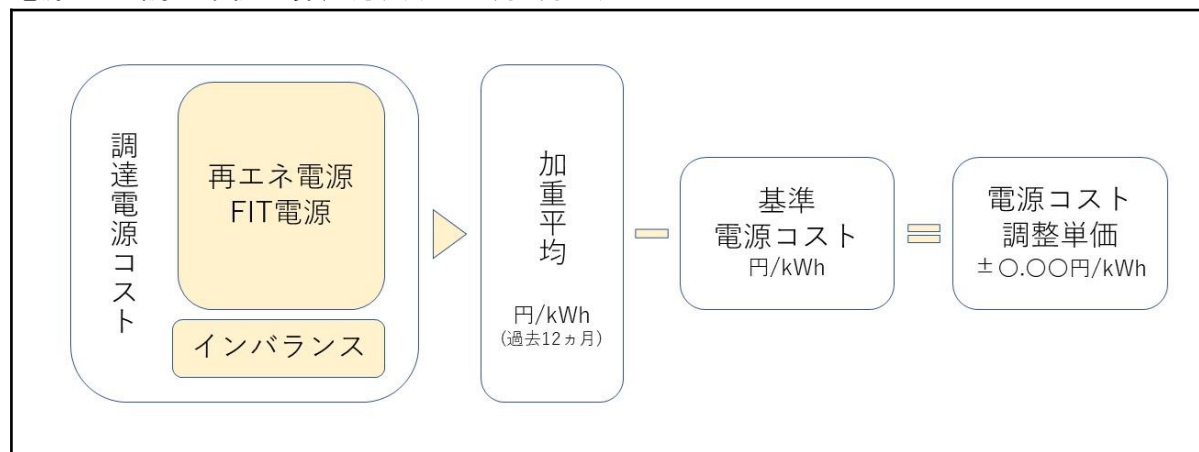 調達電源コスト
再エネ電源
FIT電源
インバランス
加重平均
円/kWh
(過去12ヵ月)
基準
電源コスト
円/kWh
電源コスト
調整単価
±〇.〇〇円/kWh